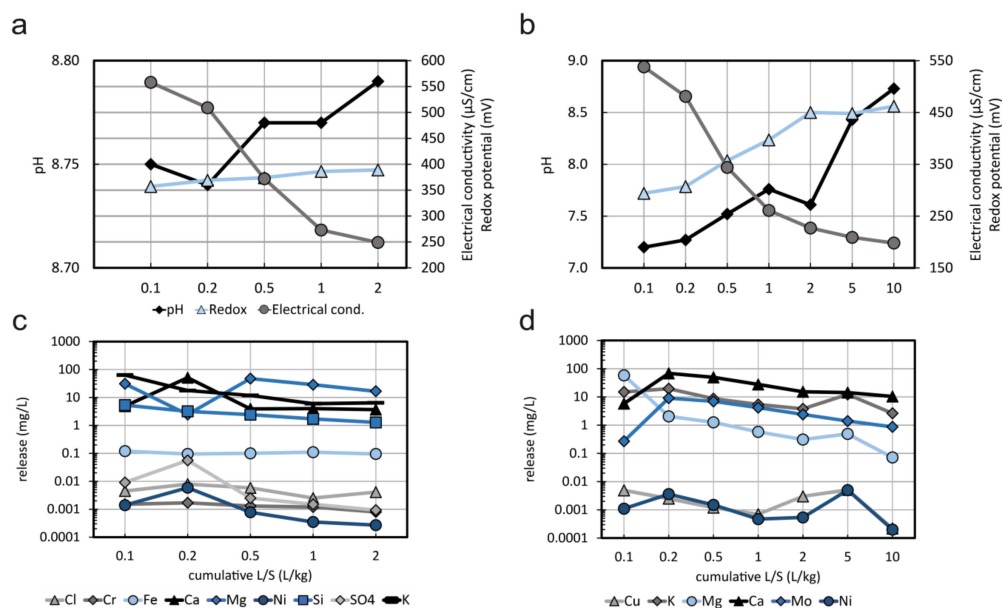 a
8.80
8.75
8.70
pH
600
550
500
450
400
350
300
250
200
Electrical conductivity (µS/cm)
Redox potential (mV)
0.1 0.2 0.5 1 2
pH Redox Electrical cond.
b
9.0
8.5
8.0
7.5
7.0
pH
550
450
350
250
150
Electrical conductivity (µS/cm)
Redox potential (mV)
0.1 0.2 0.5 1 2 5 10
c
1000
100
10
1
0.1
0.01
0.001
0.0001
release (mg/L)
0.1 0.2 0.5 1 2
cumulative L/S (L/kg)
Cl Cr Fe Ca Mg Ni Si SO4 K
d
1000
100
10
1
0.1
0.01
0.001
0.0001
release (mg/L)
0.1 0.2 0.5 1 2 5 10
cumulative L/S (L/kg)
Cu K Mg Ca Mo Ni